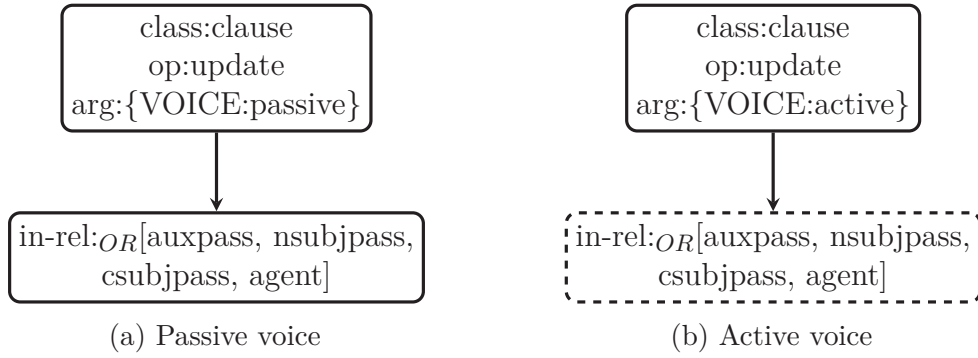 class:clause
op:update
arg:{VOICE:passive}
in-rel:OR[auxpass, nsubjpass,
csubjpass, agent]
(a) Passive voice
class:clause
op:update
arg:{VOICE:active}
in-rel:OR[auxpass, nsubjpass,
csubjpass, agent]
(b) Active voice